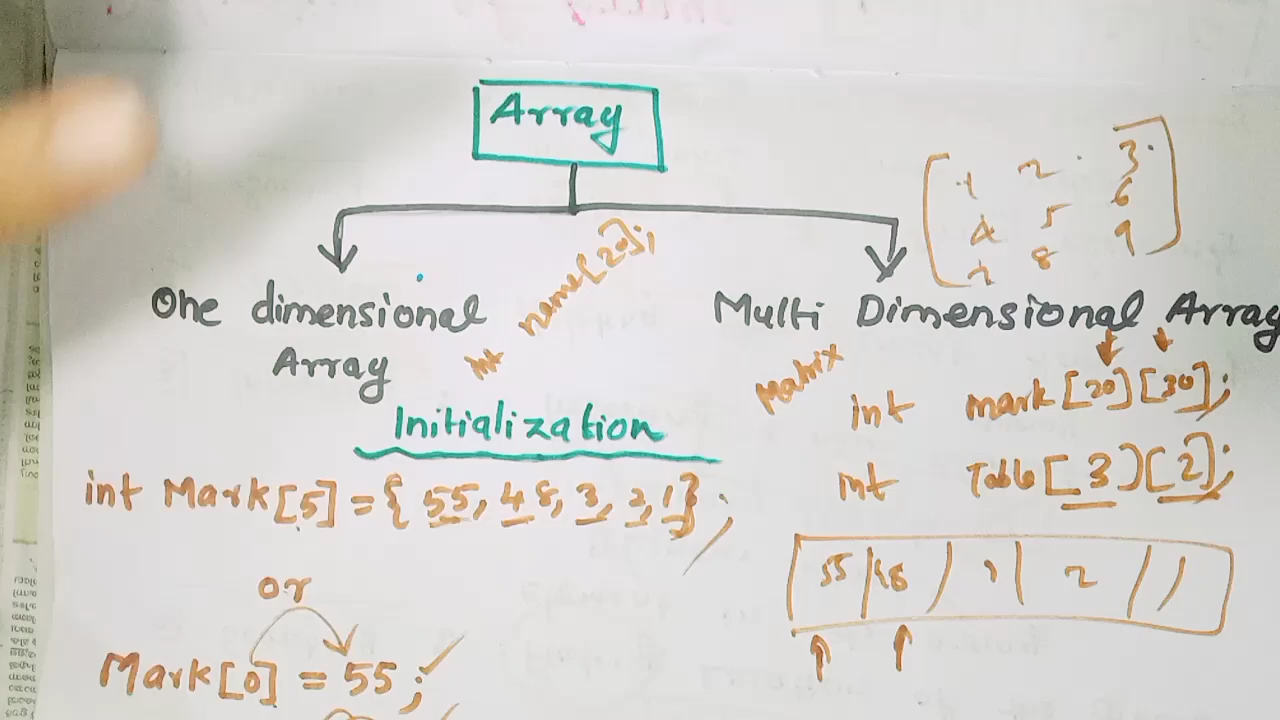 Array
1 2 3
4 5 6
7 8 9
One dimensional
Array
int name[20];
Multi Dimensional Array
Matrix
int mark[20][30];
int Table[3][2];
Initialization
int Mark[5] = { 55, 48, 3, 2, 1 };
55 48 1 2
or
Mark[0] = 55;